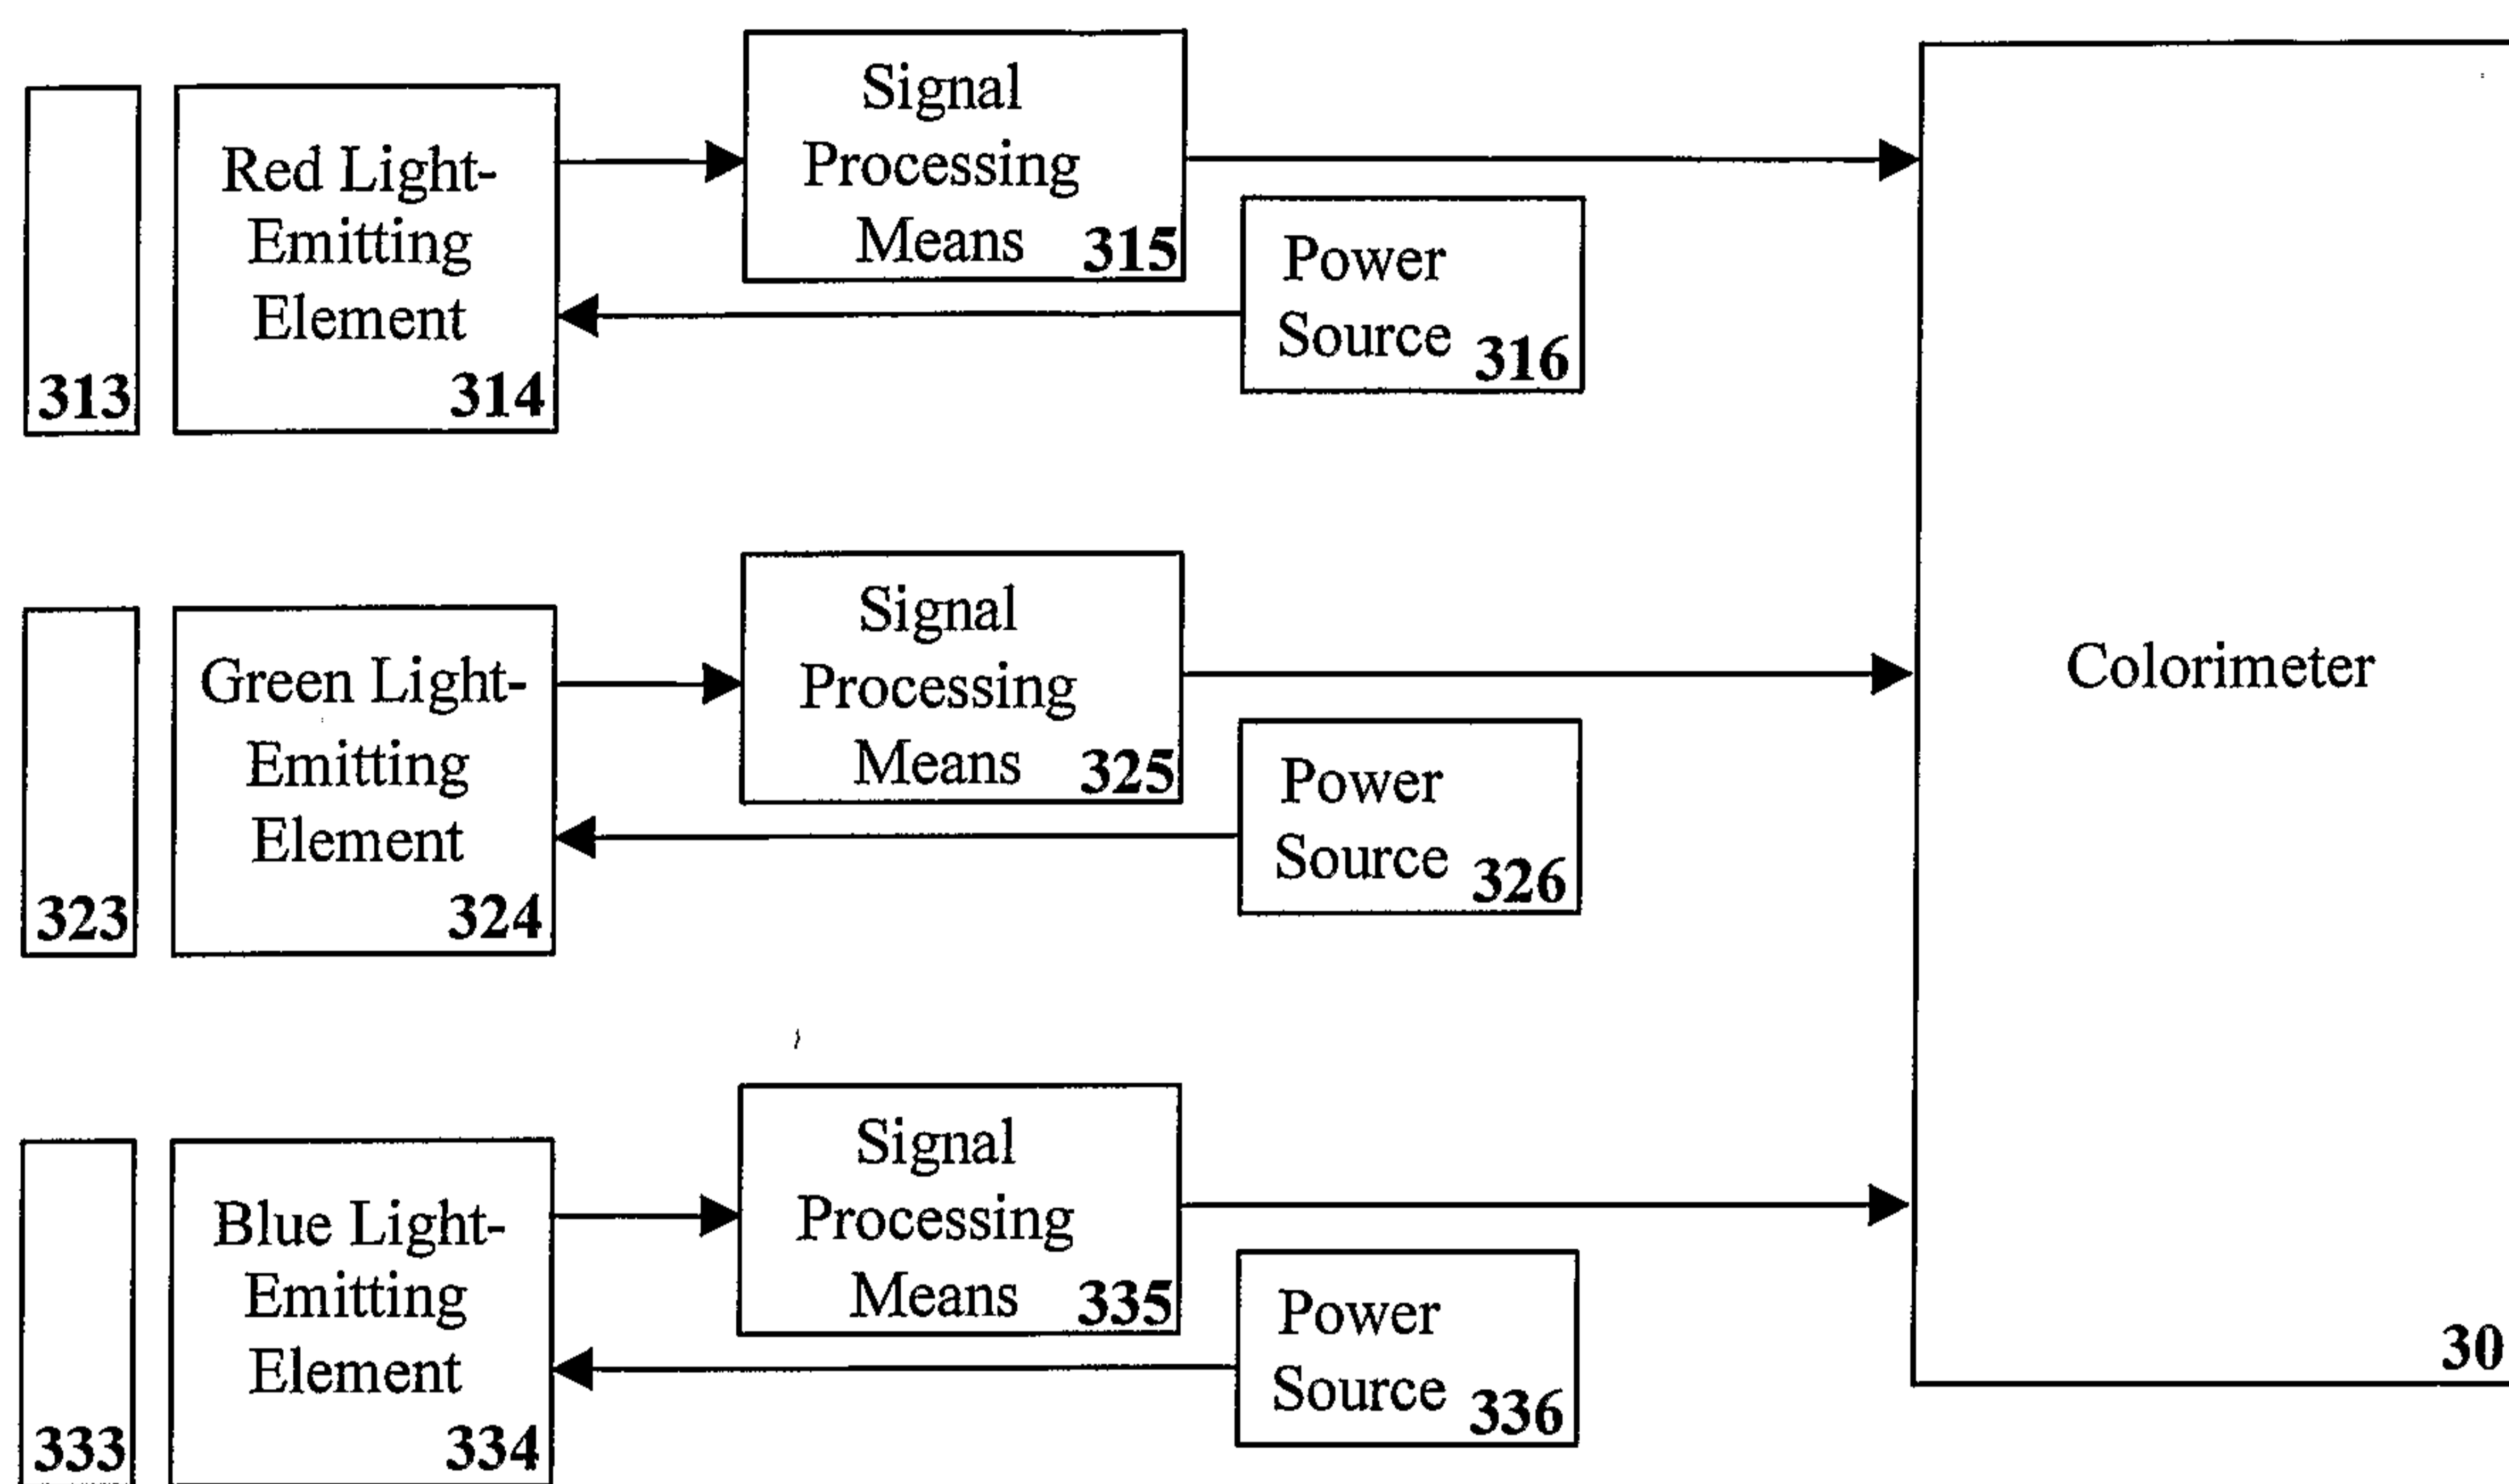 313
Red Light-
Emitting
Element
314
Signal
Processing
Means 315
Power
Source 316
323
Green Light-
Emitting
Element
324
Signal
Processing
Means 325
Power
Source 326
Colorimeter
333
Blue Light-
Emitting
Element
334
Signal
Processing
Means 335
Power
Source 336
30